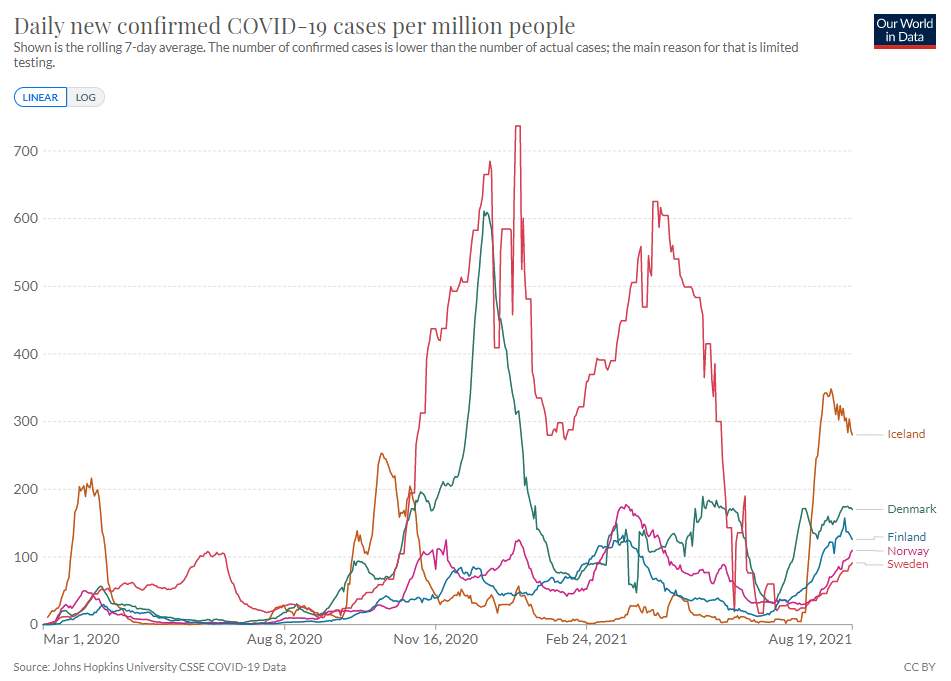 Daily new confirmed COVID-19 cases per million people
Shown is the rolling 7-day average. The number of confirmed cases is lower than the number of actual cases; the main reason for that is limited
testing.
Our World
in Data
LINEAR LOG
700
600
500
400
300
200
100
0
Iceland
Denmark
Finland
Norway
Sweden
Mar 1, 2020 Aug 8, 2020 Nov 16, 2020 Feb 24, 2021 Aug 19, 2021
Source: Johns Hopkins University CSSE COVID-19 Data CC BY